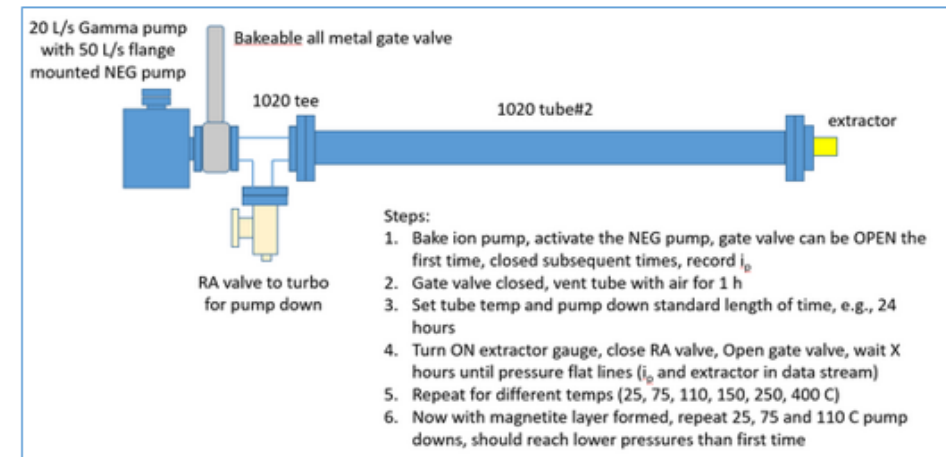 20 L/s Gamma pump
with 50 L/s flange
mounted NEG pump
Bakeable all metal gate valve
1020 tee
1020 tube#2
extractor
RA valve to turbo
for pump down
Steps:
1. Bake ion pump, activate the NEG pump, gate valve can be OPEN the
first time, closed subsequent times, record ip
2. Gate valve closed, vent tube with air for 1 h
3. Set tube temp and pump down standard length of time, e.g., 24
hours
4. Turn ON extractor gauge, close RA valve, Open gate valve, wait X
hours until pressure flat lines (ip and extractor in data stream)
5. Repeat for different temps (25, 75, 110, 150, 250, 400 C)
6. Now with magnetite layer formed, repeat 25, 75 and 110 C pump
downs, should reach lower pressures than first time